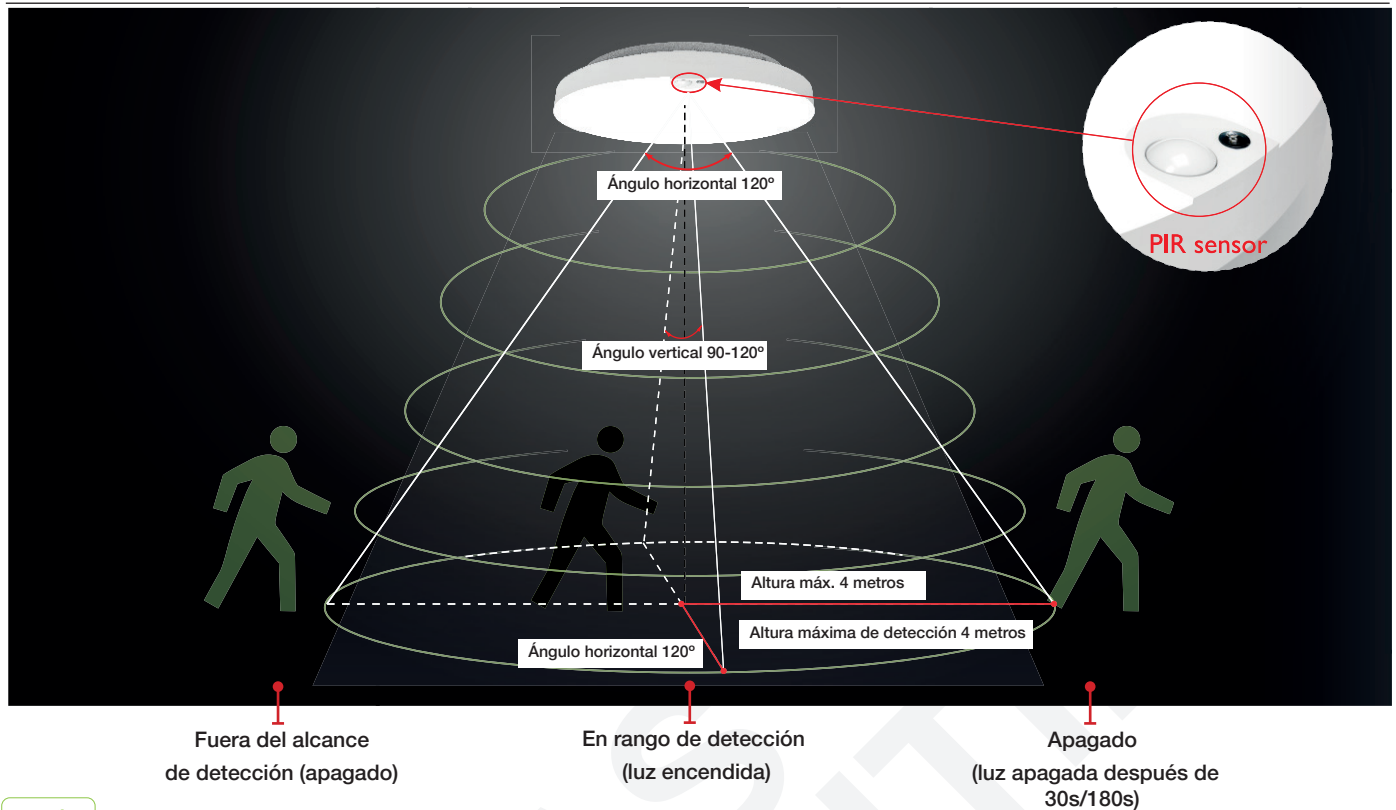 Ángulo horizontal 120º
PIR sensor
Ángulo vertical 90-120º
Altura máx. 4 metros
Altura máxima de detección 4 metros
Ángulo horizontal 120º
Fuera del alcance
de detección (apagado)
En rango de detección
(luz encendida)
Apagado
(luz apagada después de
30s/180s)